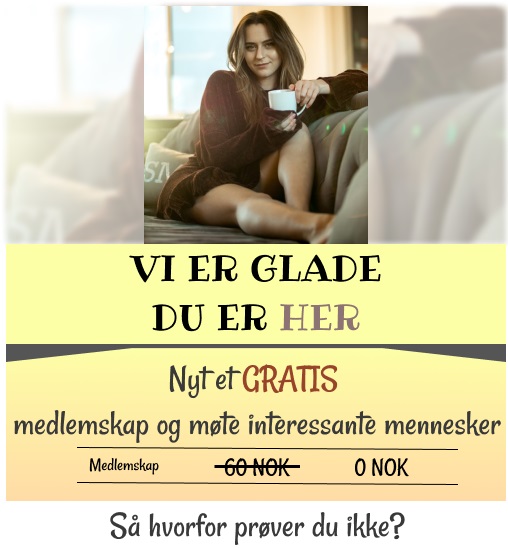 VI ER GLADE
DU ER HER
Nyt et GRATIS
medlemskap og møte interessante mennesker
Medlemskap 60 NOK 0 NOK
Så hvorfor prøver du ikke?